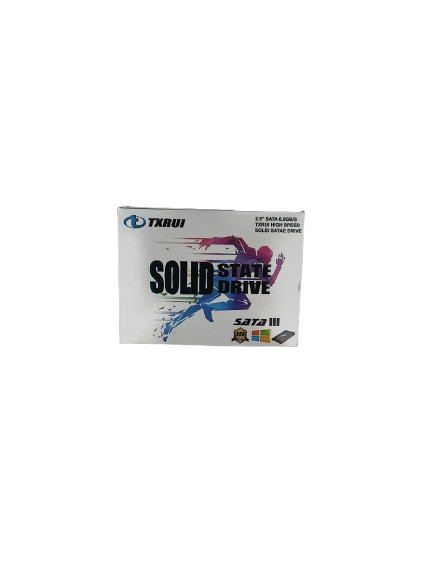 TXRUI
2.5" SATA 6.0GB/S
TXRUI HIGH SPEED
SOLID SATAE DRIVE
SOLID STATE DRIVE
SATA III